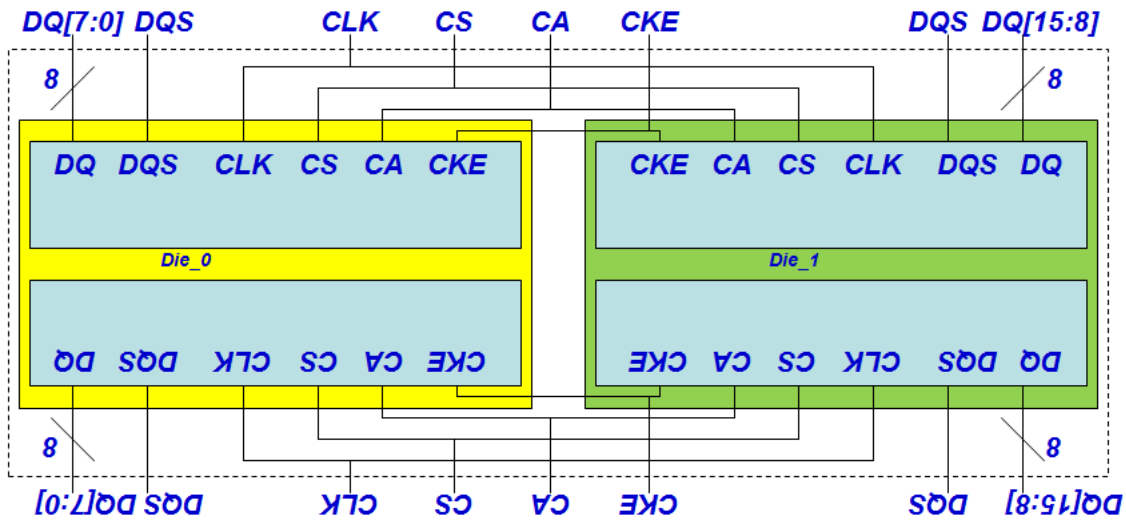 DQ[7:0] DQS CLK CS CA CKE DQS DQ[15:8]
8 8
DQ DQS CLK CS CA CKE CKE CA CS CLK DQS DQ
Die_0 Die_1
DQ DQS CLK CS CA CKE CKE CA CS CLK DQS DQ
8 8
DQ[7:0] DQS CLK CS CA CKE DQS DQ[15:8]